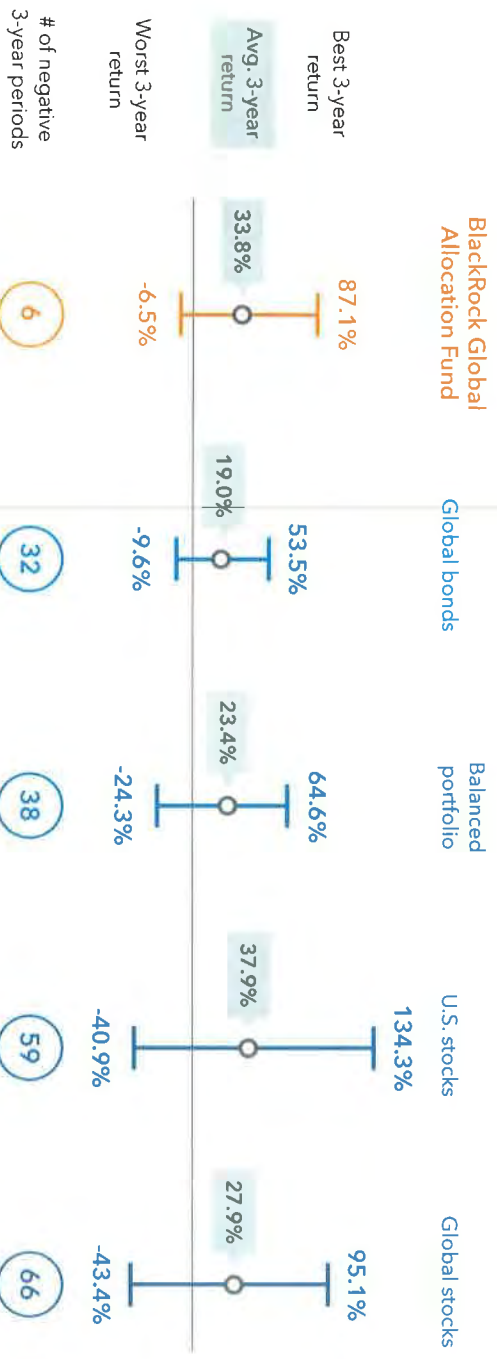 BlackRock Global
Allocation Fund
Global bonds
Balanced
portfolio
U.S. stocks
Global stocks
Best 3-year
return
87.1%
53.5%
64.6%
134.3%
95.1%
Avg. 3-year
return
33.8%
19.0%
23.4%
37.9%
27.9%
Worst 3-year
return
-6.5%
-9.6%
-24.3%
-40.9%
-43.4%
# of negative
3-year periods
6
32
38
59
66